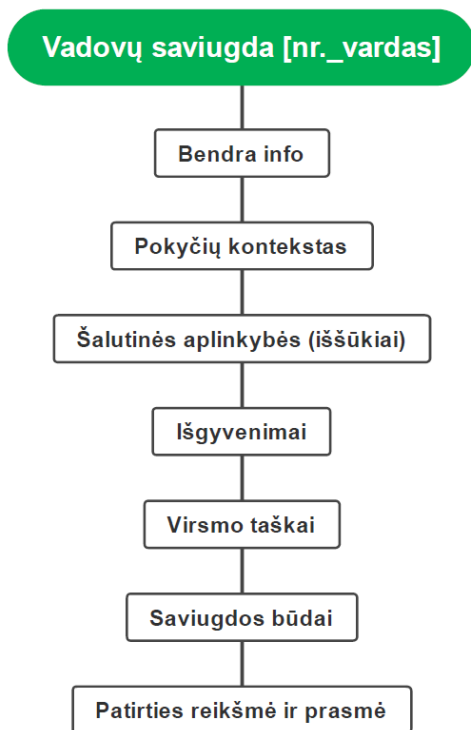 Vadovų saviugda [nr._vardas]
Bendra info
Pokyčių kontekstas
Šalutinės aplinkybės (iššūkiai)
Išgyvenimai
Virsmo taškai
Saviugdos būdai
Patirties reikšmė ir prasmė